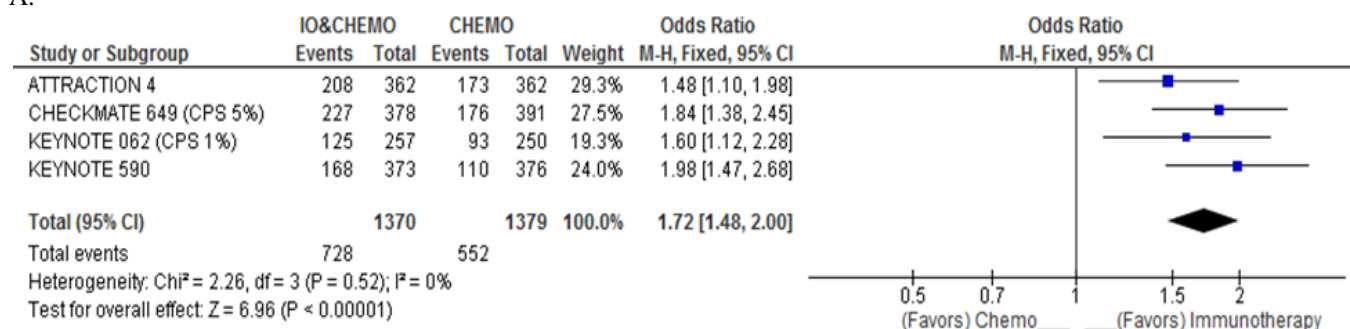 A.
IO&CHEMO CHEMO Odds Ratio Odds Ratio
Study or Subgroup Events Total Events Total Weight M-H, Fixed, 95% CI M-H, Fixed, 95% CI
ATTRACTION 4 208 362 173 362 29.3% 1.48 [1.10, 1.98]
CHECKMATE 649 (CPS 5%) 227 378 176 391 27.5% 1.84 [1.38, 2.45]
KEYNOTE 062 (CPS 1%) 125 257 93 250 19.3% 1.60 [1.12, 2.28]
KEYNOTE 590 168 373 110 376 24.0% 1.98 [1.47, 2.68]
Total (95% CI) 1370 1379 100.0% 1.72 [1.48, 2.00]
Total events 728 552
Heterogeneity: Chi² = 2.26, df = 3 (P = 0.52); I² = 0%
Test for overall effect: Z = 6.96 (P < 0.00001)
0.5 0.7 1 1.5 2
(Favors) Chemo___ ___(Favors) Immunotherapy